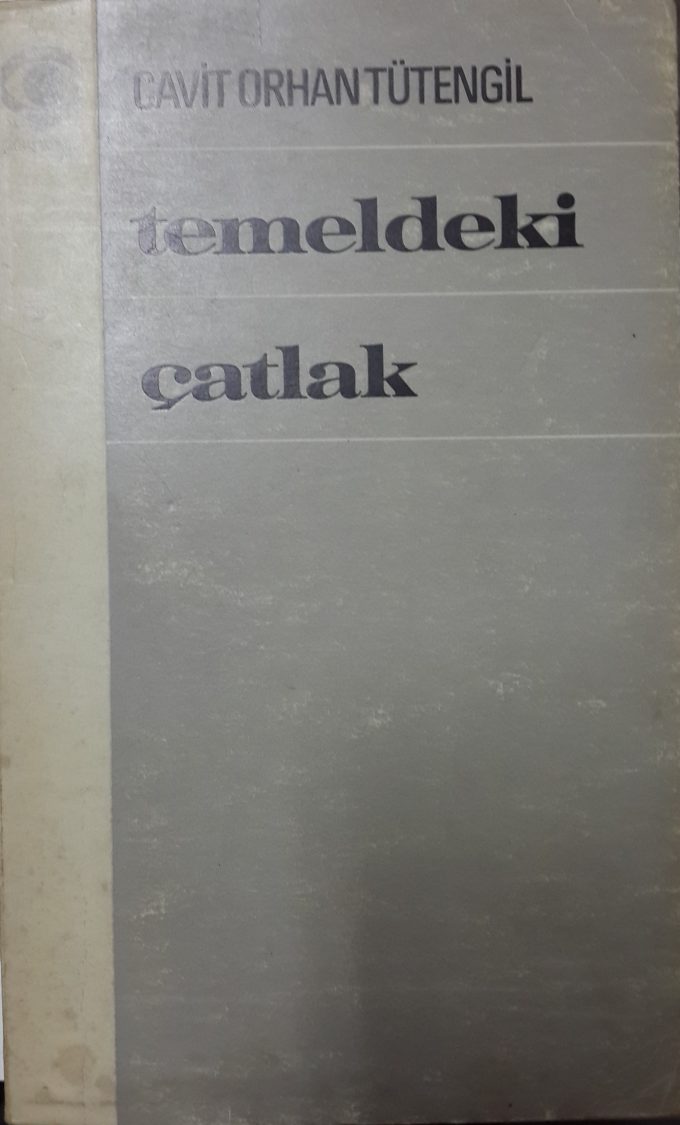 CAVİT ORHAN TÜTENGİL
temeldeki
çatlak